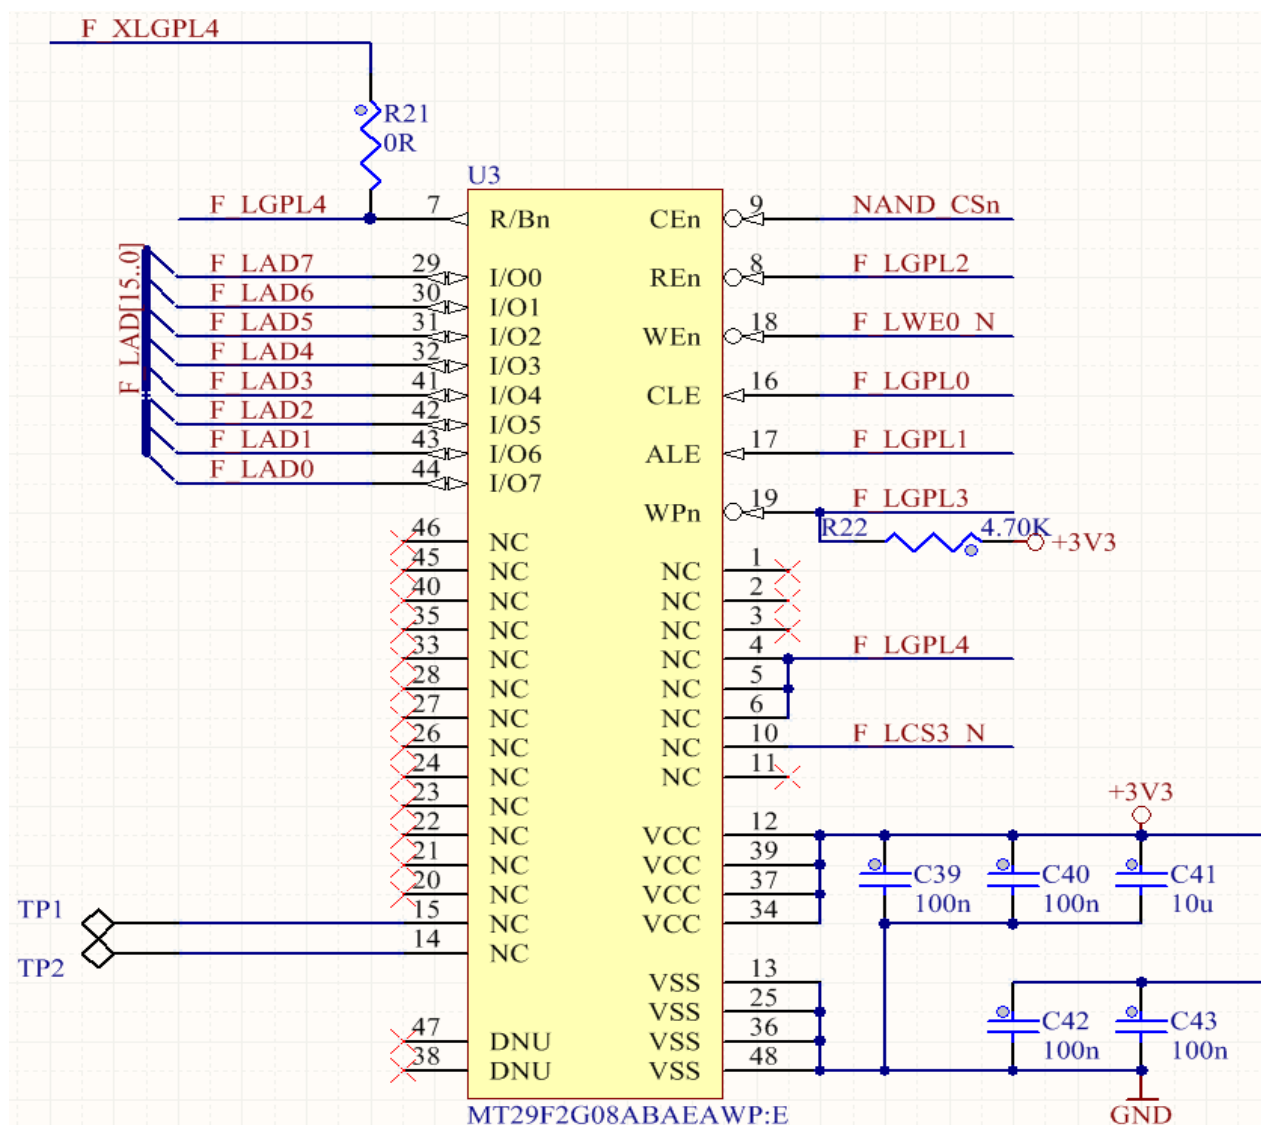 F_XLGPL4
R21
0R
U3
F_LGPL4 7 R/Bn CEn 9 NAND_CSn
F_LAD[15..0]
F_LAD7 29 I/O0 REn 8 F_LGPL2
F_LAD6 30 I/O1
F_LAD5 31 I/O2 WEn 18 F_LWE0_N
F_LAD4 32 I/O3
F_LAD3 41 I/O4 CLE 16 F_LGPL0
F_LAD2 42 I/O5
F_LAD1 43 I/O6 ALE 17 F_LGPL1
F_LAD0 44 I/O7
WPn 19 F_LGPL3
R22 4.70K
46 NC +3V3
45 NC NC 1
40 NC NC 2
35 NC NC 3
33 NC NC 4 F_LGPL4
28 NC NC 5
27 NC NC 6
26 NC NC 10 F_LCS3_N
24 NC NC 11
23 NC +3V3
22 NC VCC 12
21 NC VCC 39 C39 C40 C41
20 NC VCC 37 100n 100n 10u
TP1 15 NC VCC 34
TP2 14 NC
VSS 13
VSS 25 C42 C43
47 DNU VSS 36 100n 100n
38 DNU VSS 48
MT29F2G08ABAEAWP:E GND